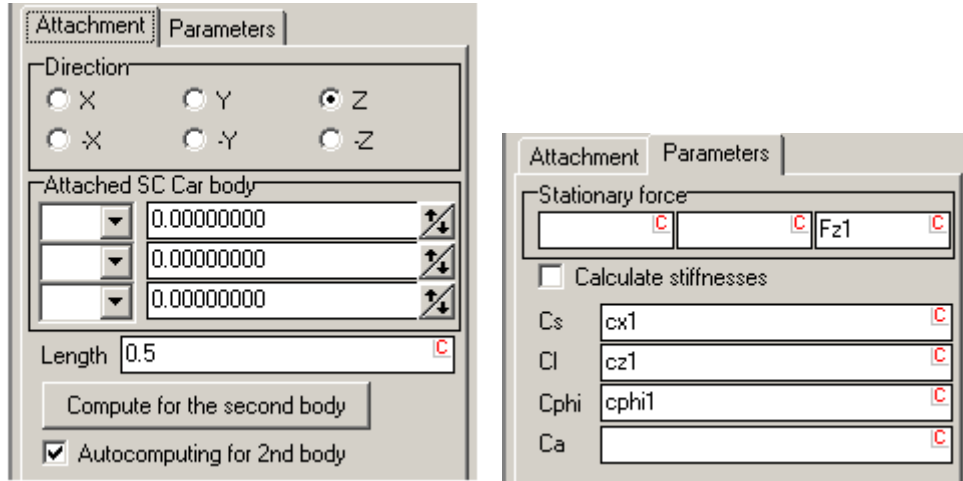 Attachment Parameters
Direction
X Y Z
-X -Y -Z
Attached SC Car body
0.00000000
0.00000000
0.00000000
Length 0.5 C
Compute for the second body
Autocomputing for 2nd body
Attachment Parameters
Stationary force
C C Fz1 C
Calculate stiffnesses
Cs cx1 C
Cl cz1 C
Cphi cphi1 C
Ca C